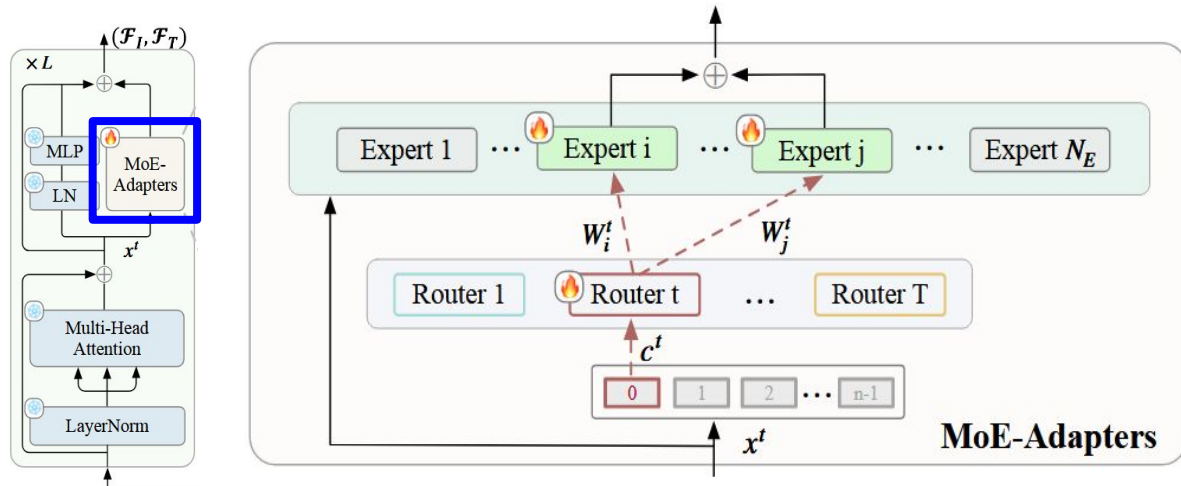 (ℱ_I, ℱ_T)
× L
MLP
MoE-
Adapters
LN
x^t
Multi-Head
Attention
LayerNorm
Expert 1 ... Expert i ... Expert j ... Expert N_E
W_i^t
W_j^t
Router 1 Router t ... Router T
c^t
0 1 2 ... n-1
x^t
MoE-Adapters